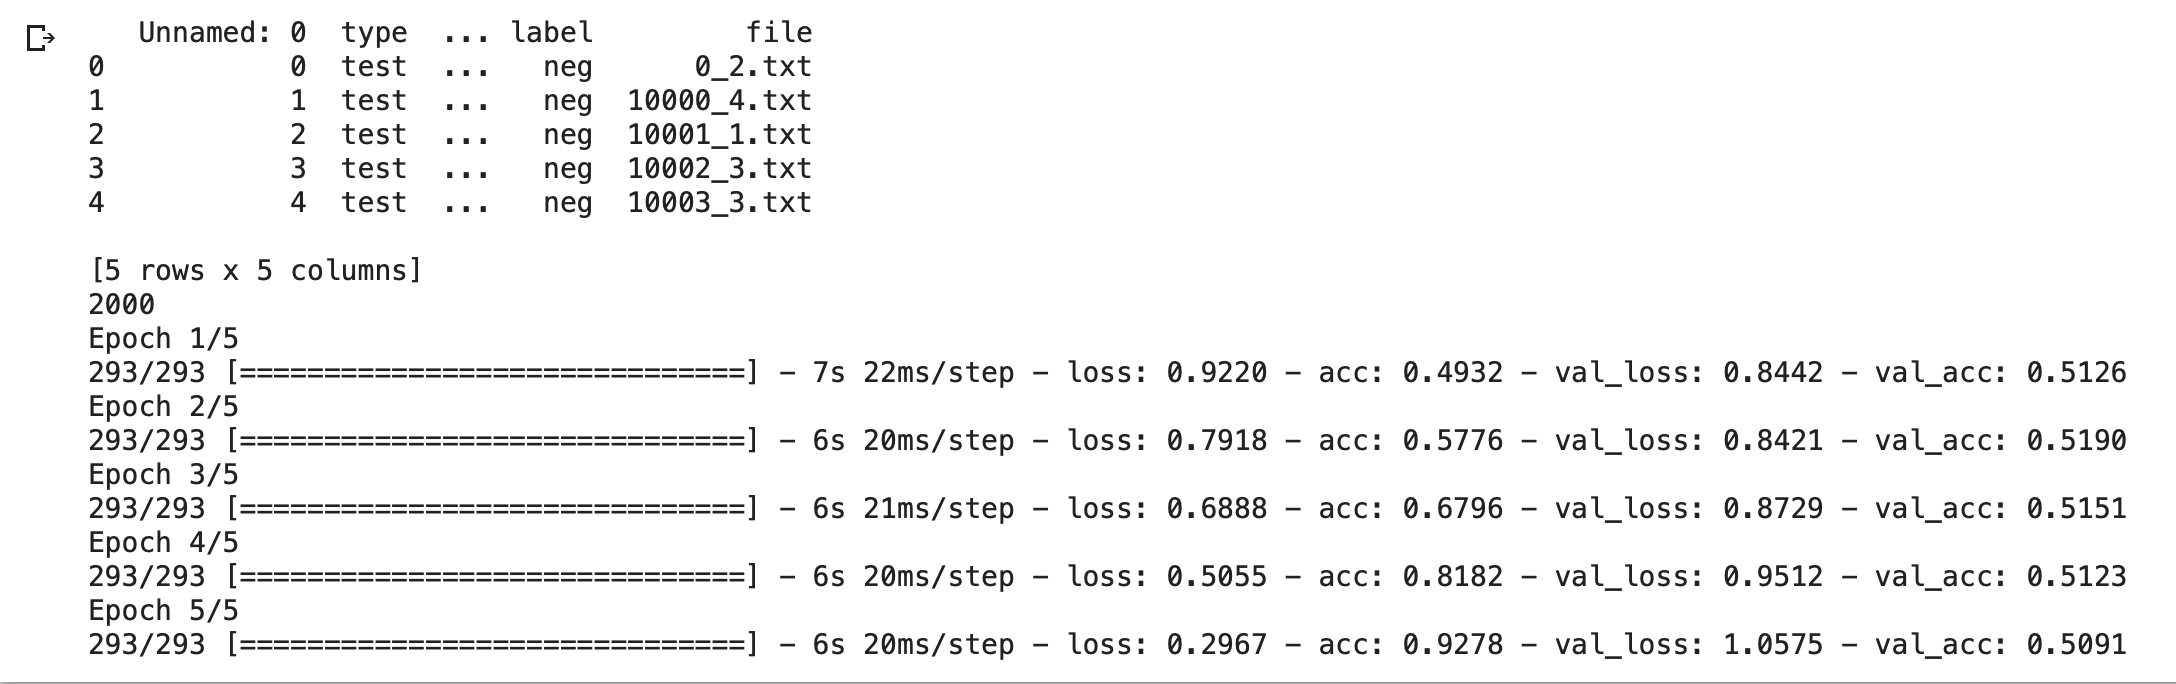 Unnamed: 0 type ... label file
0 0 test ... neg 0_2.txt
1 1 test ... neg 10000_4.txt
2 2 test ... neg 10001_1.txt
3 3 test ... neg 10002_3.txt
4 4 test ... neg 10003_3.txt
[5 rows x 5 columns]
2000
Epoch 1/5
293/293 [==============================] - 7s 22ms/step - loss: 0.9220 - acc: 0.4932 - val_loss: 0.8442 - val_acc: 0.5126
Epoch 2/5
293/293 [==============================] - 6s 20ms/step - loss: 0.7918 - acc: 0.5776 - val_loss: 0.8421 - val_acc: 0.5190
Epoch 3/5
293/293 [==============================] - 6s 21ms/step - loss: 0.6888 - acc: 0.6796 - val_loss: 0.8729 - val_acc: 0.5151
Epoch 4/5
293/293 [==============================] - 6s 20ms/step - loss: 0.5055 - acc: 0.8182 - val_loss: 0.9512 - val_acc: 0.5123
Epoch 5/5
293/293 [==============================] - 6s 20ms/step - loss: 0.2967 - acc: 0.9278 - val_loss: 1.0575 - val_acc: 0.5091